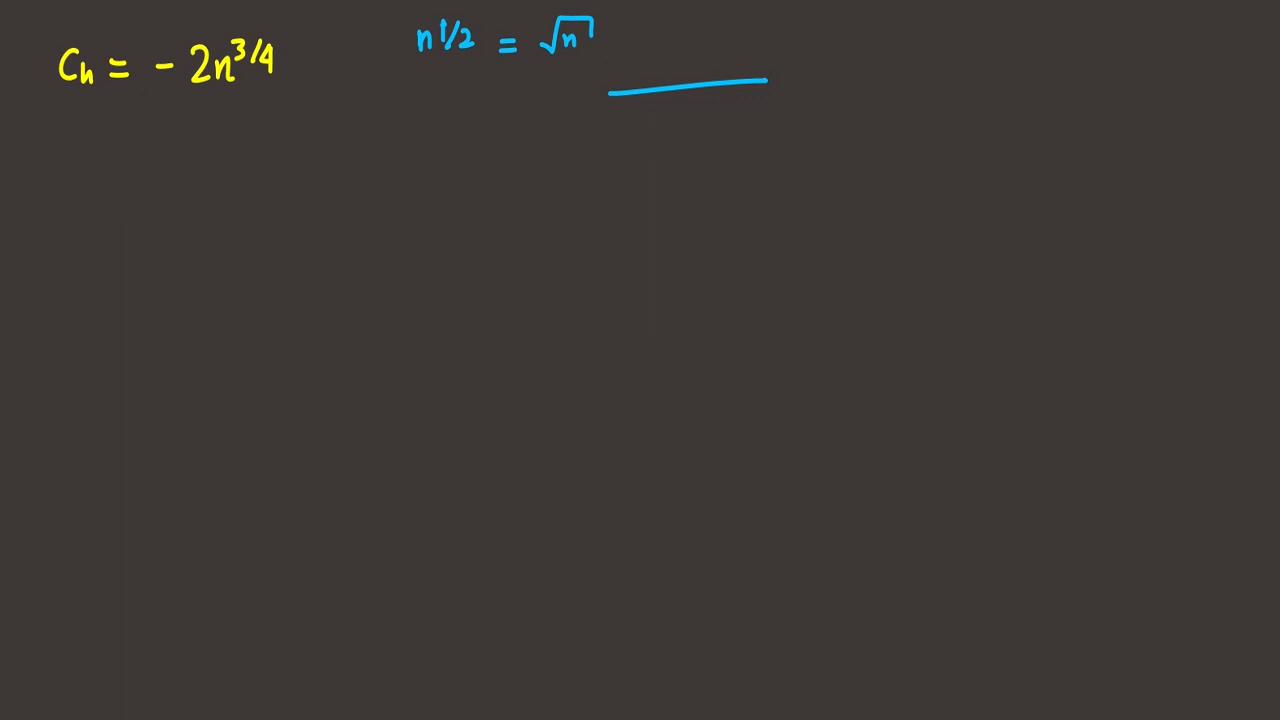 Cn = - 2n^3/4
n^1/2 = √n